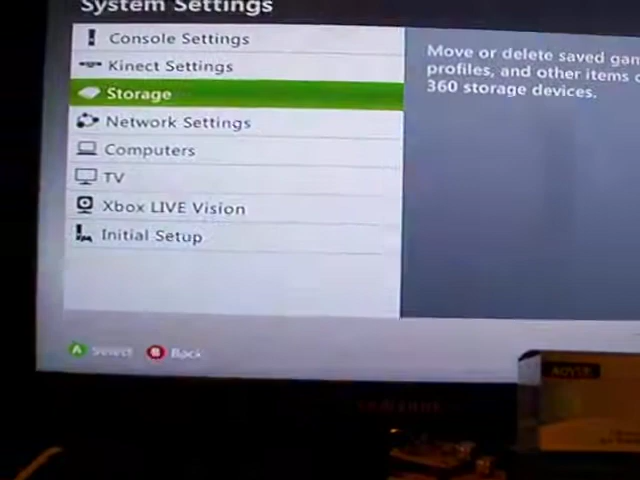 System Settings
Console Settings
Kinect Settings
Storage
Network Settings
Computers
TV
Xbox LIVE Vision
Initial Setup
Move or delete saved gam
profiles, and other items o
360 storage devices.
A Select B Back